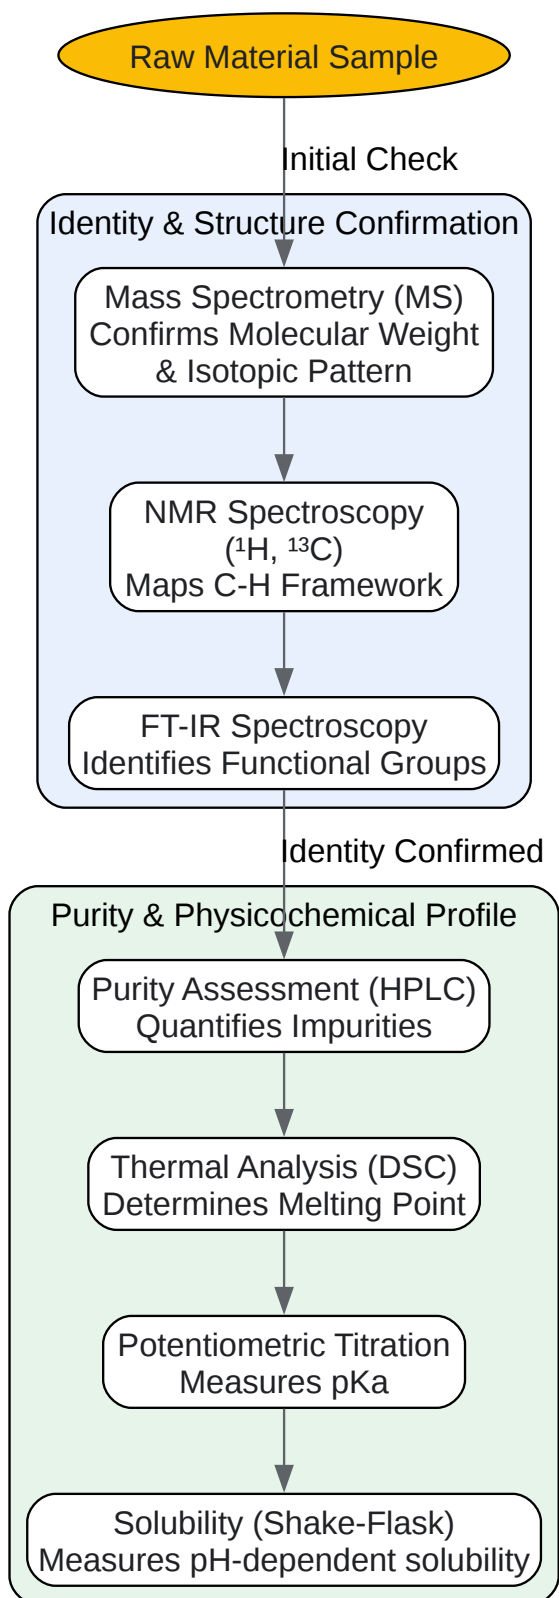 Raw Material Sample
Initial Check
Identity & Structure Confirmation
Mass Spectrometry (MS)
Confirms Molecular Weight
& Isotopic Pattern
NMR Spectroscopy
(¹H, ¹³C)
Maps C-H Framework
FT-IR Spectroscopy
Identifies Functional Groups
Identity Confirmed
Purity & Physicochemical Profile
Purity Assessment (HPLC)
Quantifies Impurities
Thermal Analysis (DSC)
Determines Melting Point
Potentiometric Titration
Measures pKa
Solubility (Shake-Flask)
Measures pH-dependent solubility